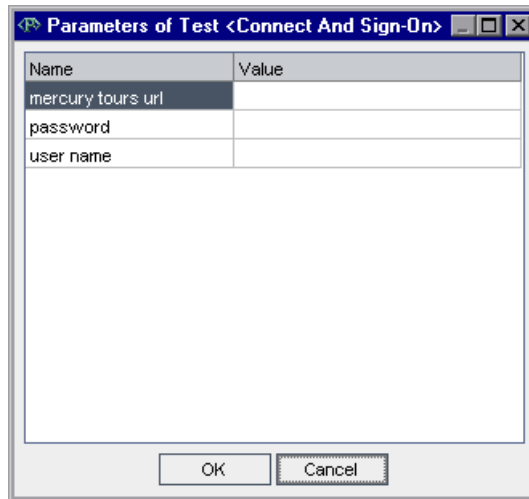 <P> Parameters of Test <Connect And Sign-On>
Name Value
mercury tours url
password
user name
OK Cancel